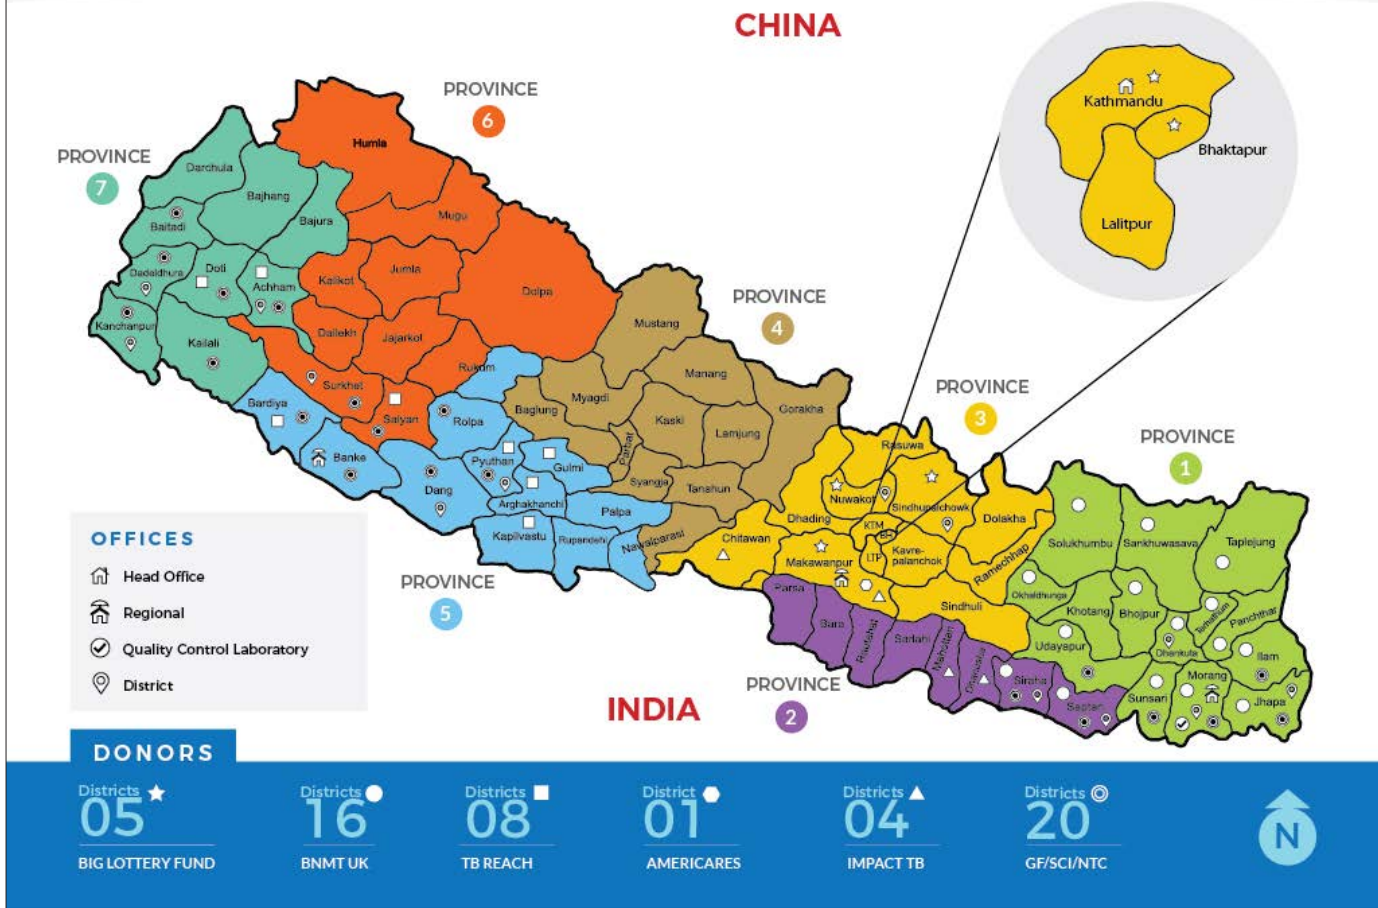 CHINA
PROVINCE
6
PROVINCE
7
Humla
Darchula
Bajhang
Bajura
Mugu
Baitadi
Dadeldhura
Doti
Achham
Kalikot
Jumla
Dolpa
Kanchanpur
Kailali
Dailekh
Jajarkot
Rukum
Surkhet
Salyan
Bardiya
Banke
Rolpa
Dang
Pyuthan
Gulmi
Arghakhanchi
Palpa
Kapilvastu
Rupandehi
Nawalparasi
PROVINCE
5
PROVINCE
4
Mustang
Manang
Myagdi
Baglung
Parbat
Kaski
Lamjung
Gorakha
Syangja
Tanahun
Kathmandu
Bhaktapur
Lalitpur
PROVINCE
3
Rasuwa
Nuwakot
Sindhupalchowk
Dhading
KTM
BH
LTP
Kavre-
palanchok
Dolakha
Ramechhap
Chitawan
Makawanpur
Sindhuli
PROVINCE
1
Solukhumbu
Sankhuwasava
Taplejung
Okhaldhunga
Khotang
Bhojpur
Terhathum
Panchthar
Udayapur
Dhankuta
Ilam
Sunsari
Morang
Jhapa
Parsa
Bara
Rautahat
Sarlahi
Mahottari
Dhanusha
Siraha
Saptari
PROVINCE
2
INDIA
OFFICES
Head Office
Regional
Quality Control Laboratory
District
DONORS
Districts
05
BIG LOTTERY FUND
Districts
16
BNMT UK
Districts
08
TB REACH
District
01
AMERICARES
Districts
04
IMPACT TB
Districts
20
GF/SCI/NTC
N